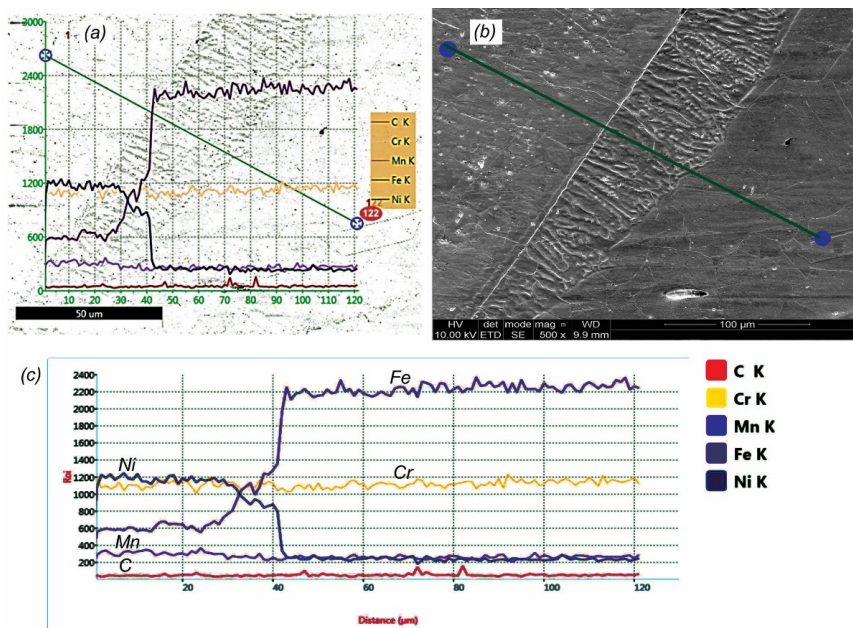 (a)
3000
2400
1800
1200
600
0
1
C K
Cr K
Mn K
Fe K
Ni K
122
10 20 30 40 50 60 70 80 90 100 110 120
50 um
(b)
HV det mode mag = WD
10.00 kV ETD SE 500 x 9.9 mm
100 µm
(c)
2400
2200
2000
1800
1600
1400
1200
1000
800
600
400
200
Roi
Fe
Ni
Cr
Mn
C
20 40 60 80 100 120
Distance (µm)
C K
Cr K
Mn K
Fe K
Ni K